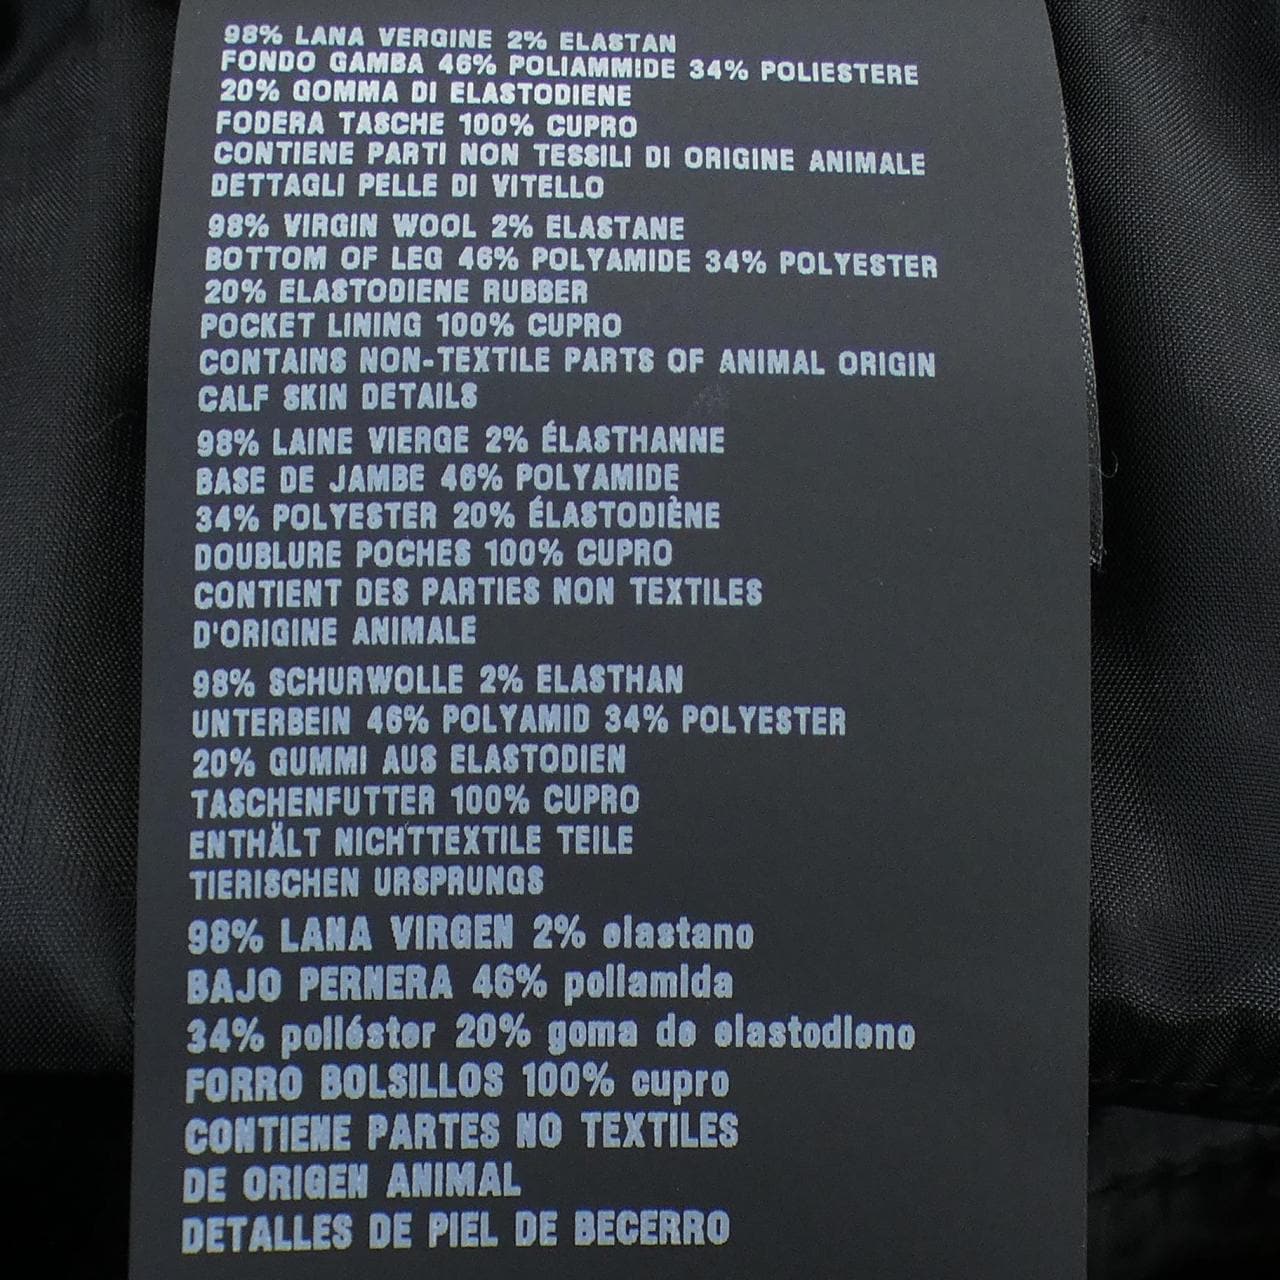 98% LANA VERGINE 2% ELASTAN
FONDO GAMBA 46% POLIAMMIDE 34% POLIESTERE
20% GOMMA DI ELASTODIENE
FODERA TASCHE 100% CUPRO
CONTIENE PARTI NON TESSILI DI ORIGINE ANIMALE
DETTAGLI PELLE DI VITELLO
98% VIRGIN WOOL 2% ELASTANE
BOTTOM OF LEG 46% POLYAMIDE 34% POLYESTER
20% ELASTODIENE RUBBER
POCKET LINING 100% CUPRO
CONTAINS NON-TEXTILE PARTS OF ANIMAL ORIGIN
CALF SKIN DETAILS
98% LAINE VIERGE 2% ÉLASTHANNE
BASE DE JAMBE 46% POLYAMIDE
34% POLYESTER 20% ÉLASTODIÈNE
DOUBLURE POCHES 100% CUPRO
CONTIENT DES PARTIES NON TEXTILES
D'ORIGINE ANIMALE
98% SCHURWOLLE 2% ELASTHAN
UNTERBEIN 46% POLYAMID 34% POLYESTER
20% GUMMI AUS ELASTODIEN
TASCHENFUTTER 100% CUPRO
ENTHÄLT NICHTTEXTILE TEILE
TIERISCHEN URSPRUNGS
98% LANA VIRGEN 2% elastano
BAJO PERNERA 46% poliamida
34% poliéster 20% goma de elastodieno
FORRO BOLSILLOS 100% cupro
CONTIENE PARTES NO TEXTILES
DE ORIGEN ANIMAL
DETALLES DE PIEL DE BECERRO